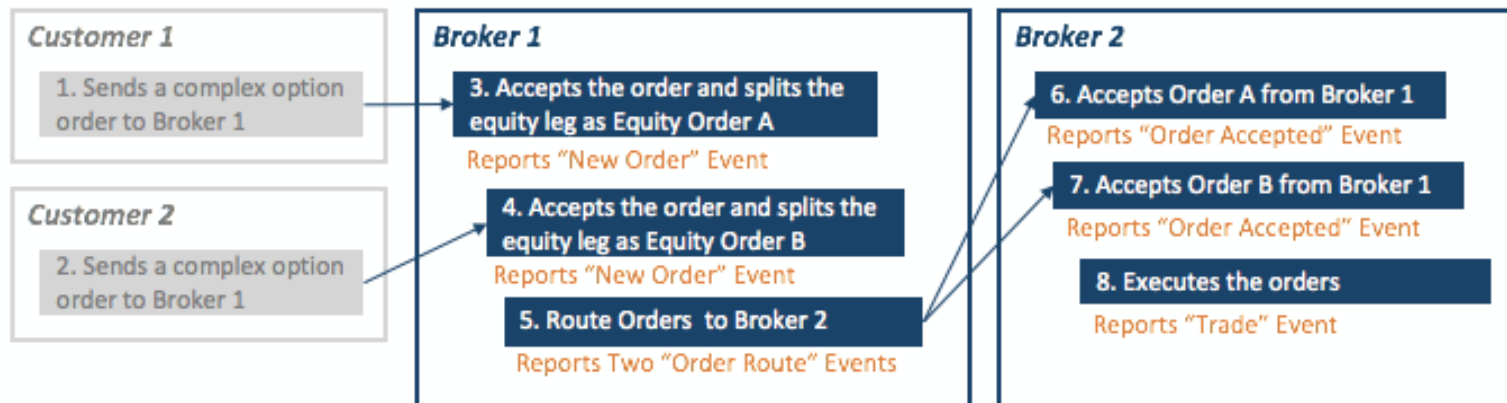 Customer 1
1. Sends a complex option
order to Broker 1
Customer 2
2. Sends a complex option
order to Broker 1
Broker 1
3. Accepts the order and splits the
equity leg as Equity Order A
Reports “New Order” Event
4. Accepts the order and splits the
equity leg as Equity Order B
Reports “New Order” Event
5. Route Orders to Broker 2
Reports Two “Order Route” Events
Broker 2
6. Accepts Order A from Broker 1
Reports “Order Accepted” Event
7. Accepts Order B from Broker 1
Reports “Order Accepted” Event
8. Executes the orders
Reports “Trade” Event